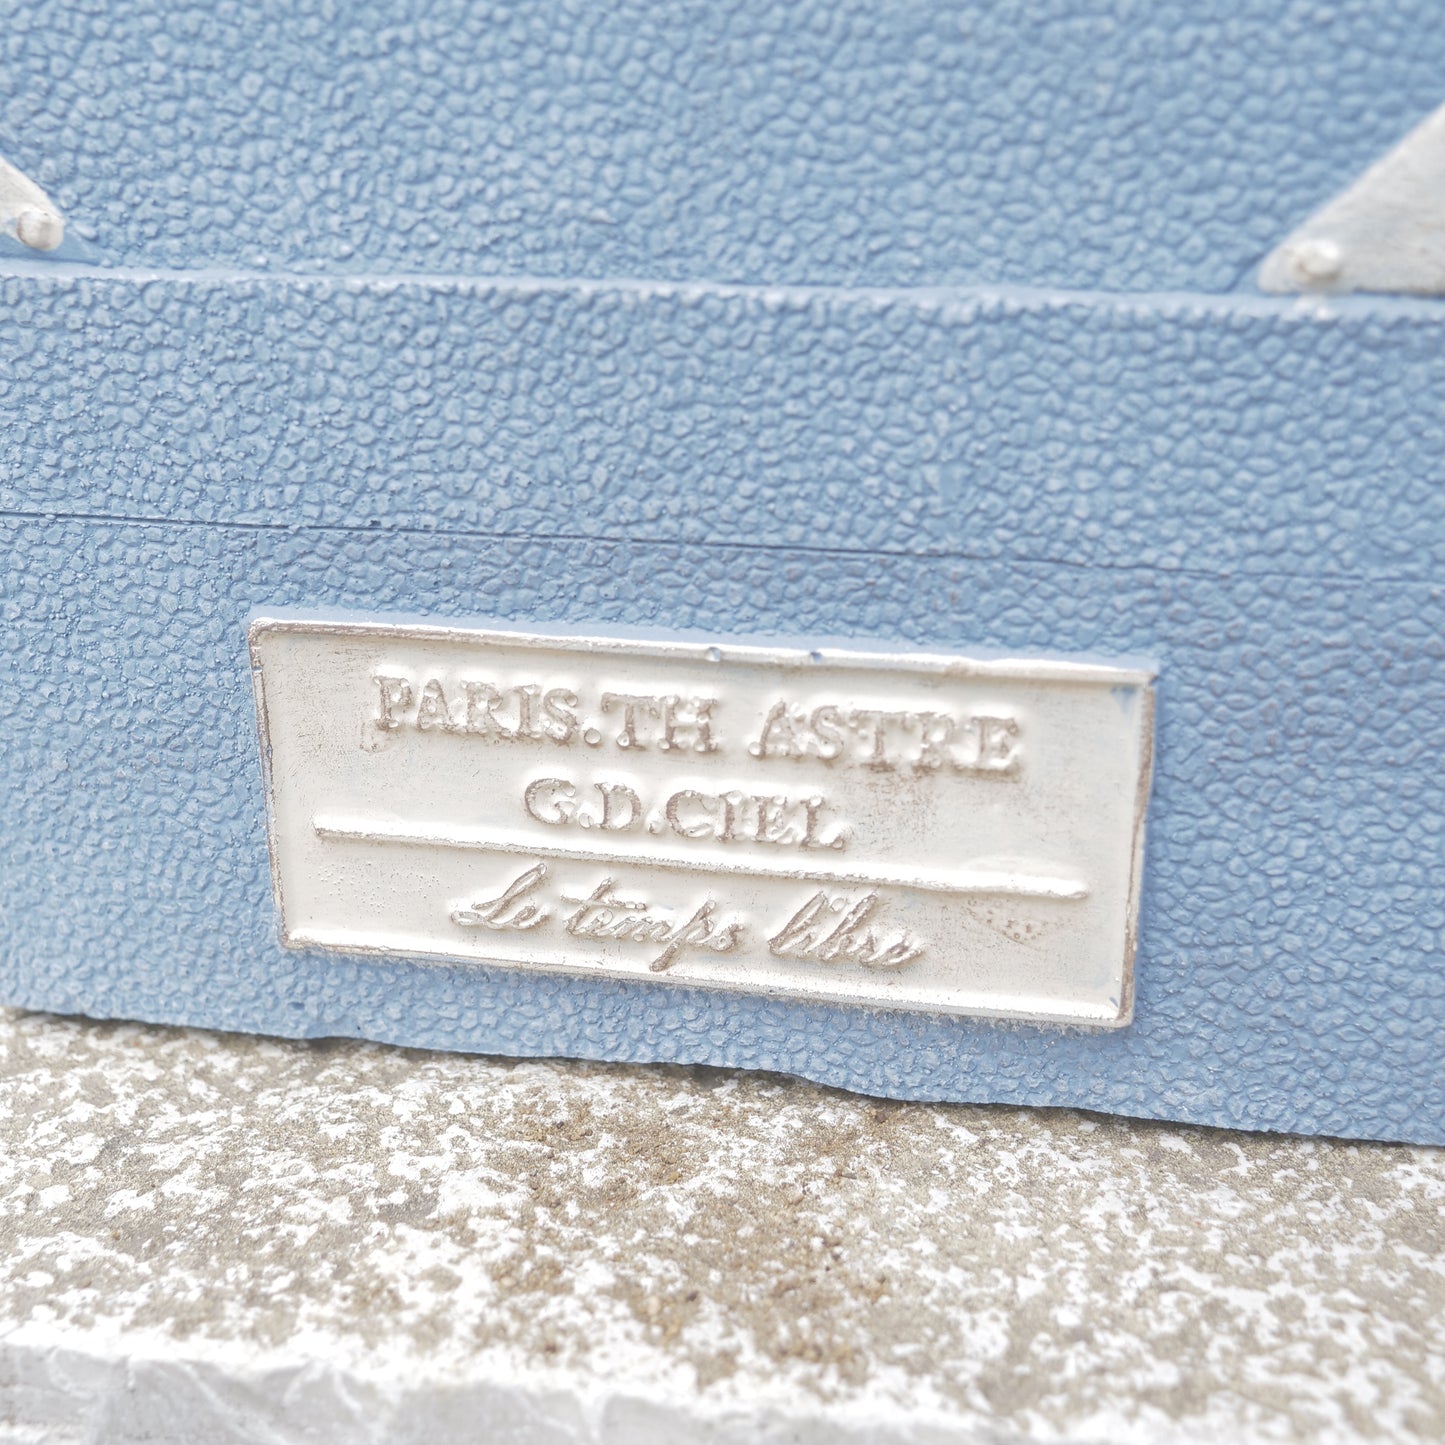 PARIS.TH ASTRE
G.D.CIEL
Le temps libre